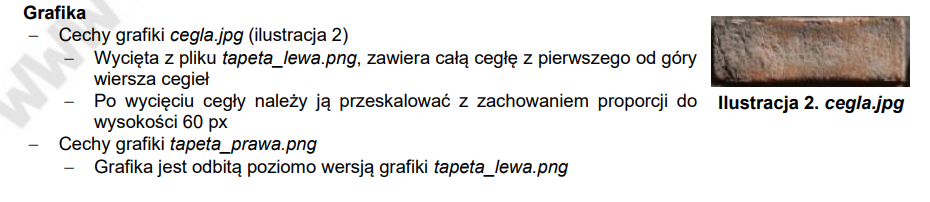 Grafika
− Cechy grafiki cegla.jpg (ilustracja 2)
− Wycięta z pliku tapeta_lewa.png, zawiera całą cegłę z pierwszego od góry
wiersza cegieł
− Po wycięciu cegły należy ją przeskalować z zachowaniem proporcji do
wysokości 60 px
− Cechy grafiki tapeta_prawa.png
− Grafika jest odbitą poziomo wersją grafiki tapeta_lewa.png
Ilustracja 2. cegla.jpg
www